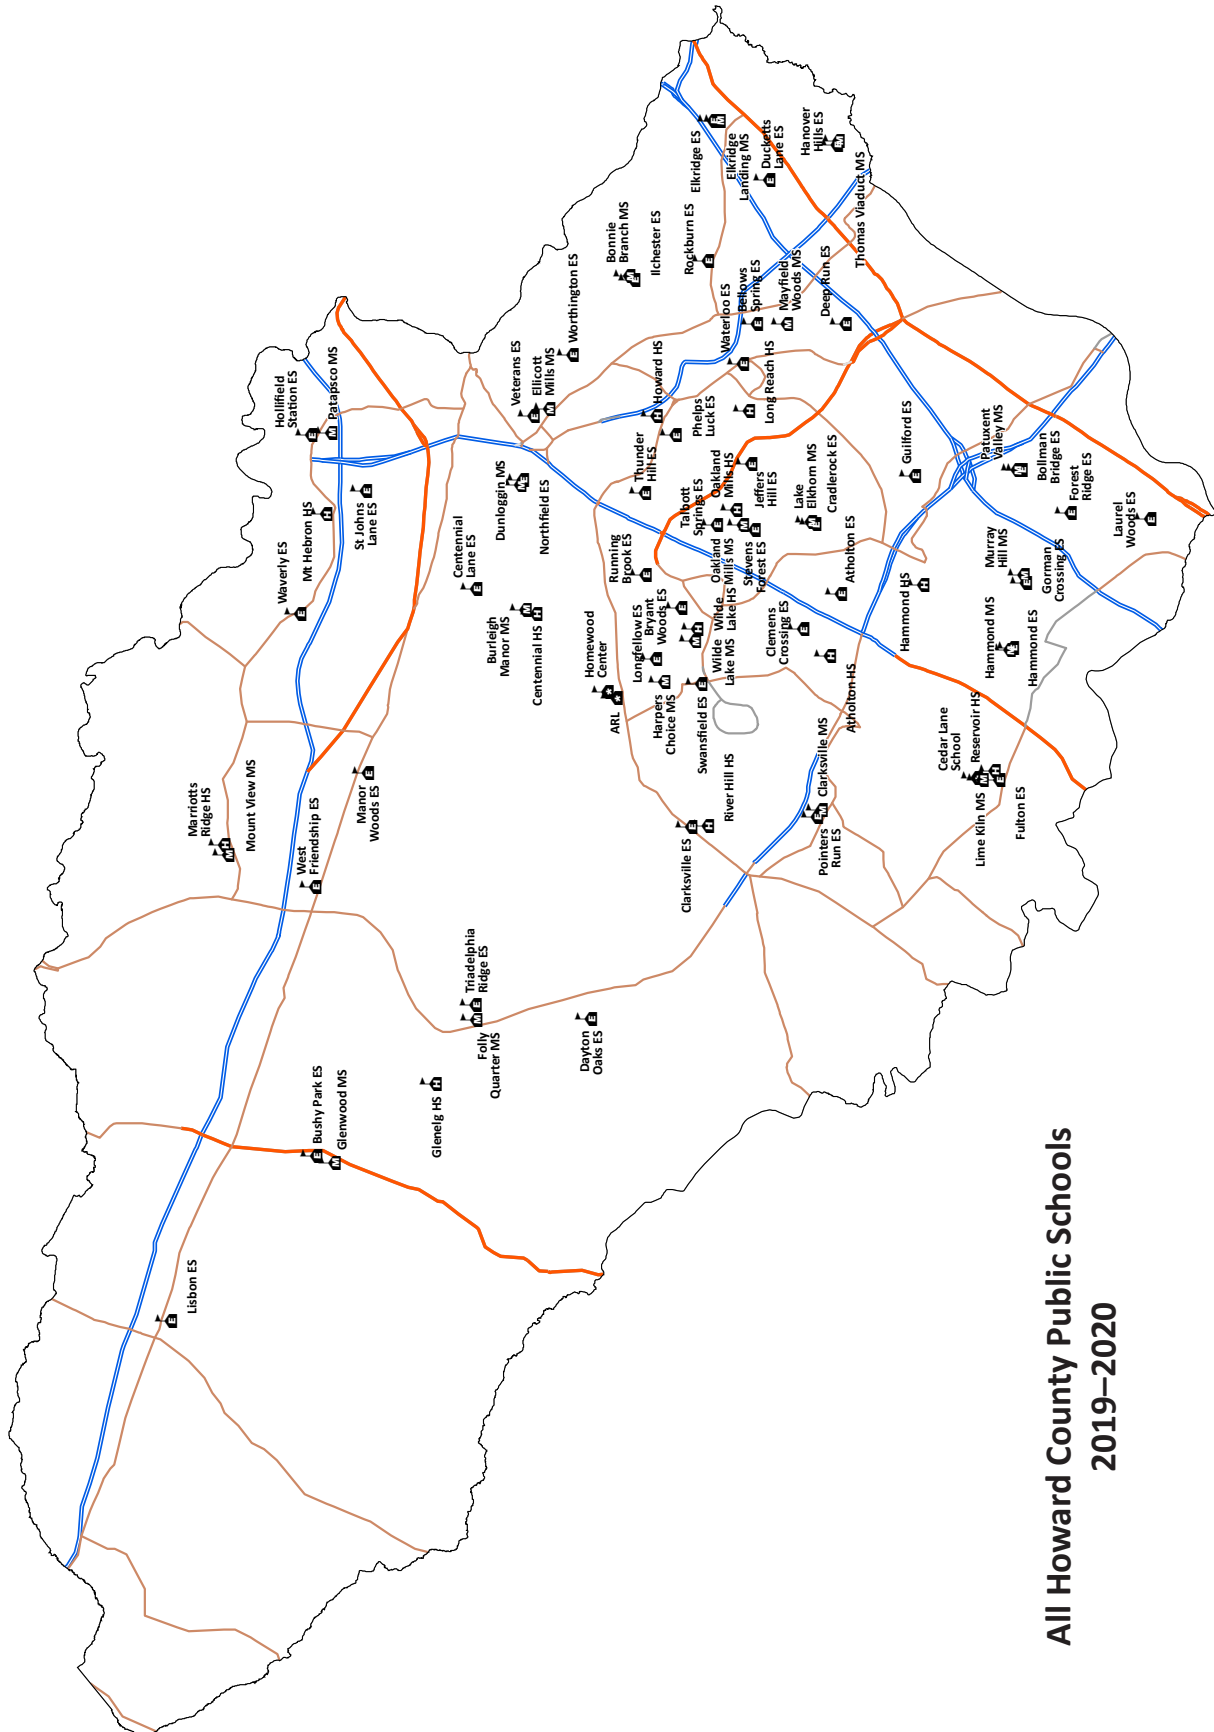 Lisbon ES
Bushy Park ES
Glenwood MS
Glenelg HS
Triadelphia
Ridge ES
Folly
Quarter MS
Dayton
Oaks ES
Marriotts
Ridge HS
Mount View MS
West
Friendship ES
Manor
Woods ES
Waverly ES
Mt Hebron HS
St Johns
Lane ES
Hollifield
Station ES
Patapsco MS
Centennial
Lane ES
Burleigh
Manor MS
Centennial HS
Dunloggin MS
Northfield ES
Veterans ES
Ellicott
Mills MS
Worthington ES
Bonnie
Branch MS
Ilchester ES
Rockburn ES
Elkridge ES
Elkridge
Landing MS
Ducketts
Lane ES
Hanover
Hills ES
Thomas Viaduct MS
Howard HS
Phelps
Luck ES
Thunder
Hill ES
Waterloo ES
Bellows
Spring ES
Mayfield
Woods MS
Deep Run ES
Long Reach HS
Talbott
Springs ES
Oakland
Mills HS
Jeffers
Hill ES
Oakland
Mills MS
Stevens
Forest ES
Lake
Elkhorn MS
Cradlerock ES
Running
Brook ES
Homewood
Center
ARL
Longfellow ES
Bryant
Woods ES
Wilde
Lake HS
Wilde
Lake MS
Harpers
Choice MS
Swansfield ES
Clemens
Crossing ES
Atholton ES
Atholton HS
River Hill HS
Clarksville ES
Clarksville MS
Pointers
Run ES
Guilford ES
Hammond HS
Patuxent
Valley MS
Bollman
Bridge ES
Forest
Ridge ES
Laurel
Woods ES
Murray
Hill MS
Gorman
Crossing ES
Hammond MS
Hammond ES
Cedar Lane
School
Reservoir HS
Lime Kiln MS
Fulton ES
All Howard County Public Schools
2019–2020